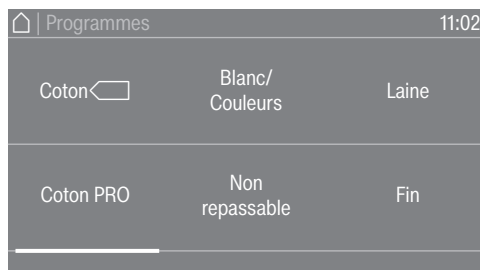 Programmes
11:02
Coton
Blanc/
Couleurs
Laine
Coton PRO
Non
repassable
Fin